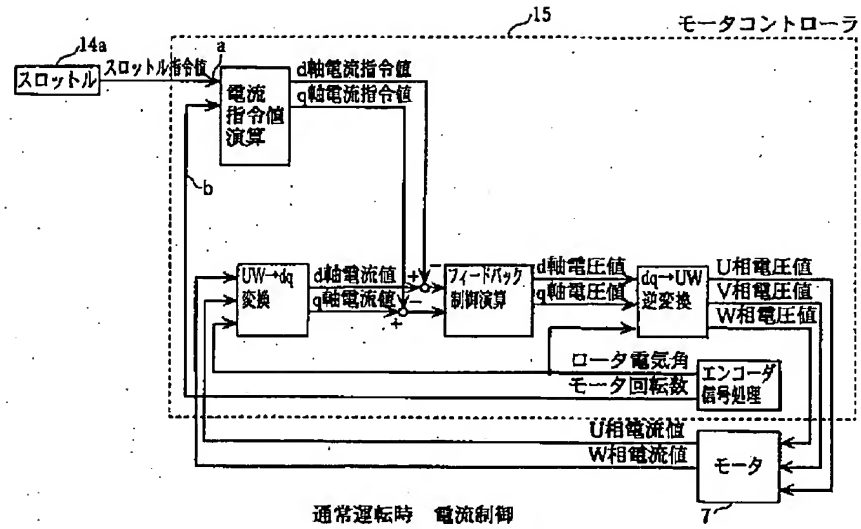 15
モータコントローラ
14a
スロットル
スロットル指令値
a
電流
指令値
演算
d軸電流指令値
q軸電流指令値
b
UW→dq
変換
d軸電流値
q軸電流値
+
-
-
+
フィードバック
制御演算
d軸電圧値
q軸電圧値
dq→UW
逆変換
U相電圧値
V相電圧値
W相電圧値
ロータ電気角
モータ回転数
エンコーダ
信号処理
U相電流値
W相電流値
モータ
7
通常運転時 電流制御